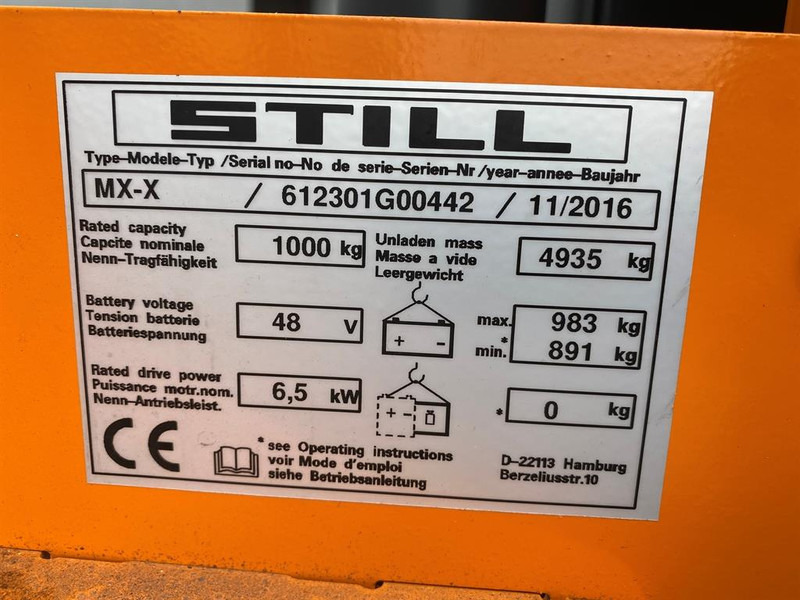 STILL
Type-Modele-Typ /Serial no-No de serie-Serien-Nr /year-annee-Baujahr
MX-X / 612301G00442 / 11/2016
Rated capacity
Capcite nominale
Nenn-Tragfähigkeit
1000 kg
Unladen mass
Masse a vide
Leergewicht
4935 kg
Battery voltage
Tension batterie
Batteriespannung
48 V
+ -
max. 983 kg
*
min. 891 kg
Rated drive power
Puissance motr.nom.
Nenn-Antriebsleist.
6,5 kW
+ -
* 0 kg
CE
* see Operating instructions
voir Mode d'emploi
siehe Betriebsanleitung
D-22113 Hamburg
Berzeliusstr.10